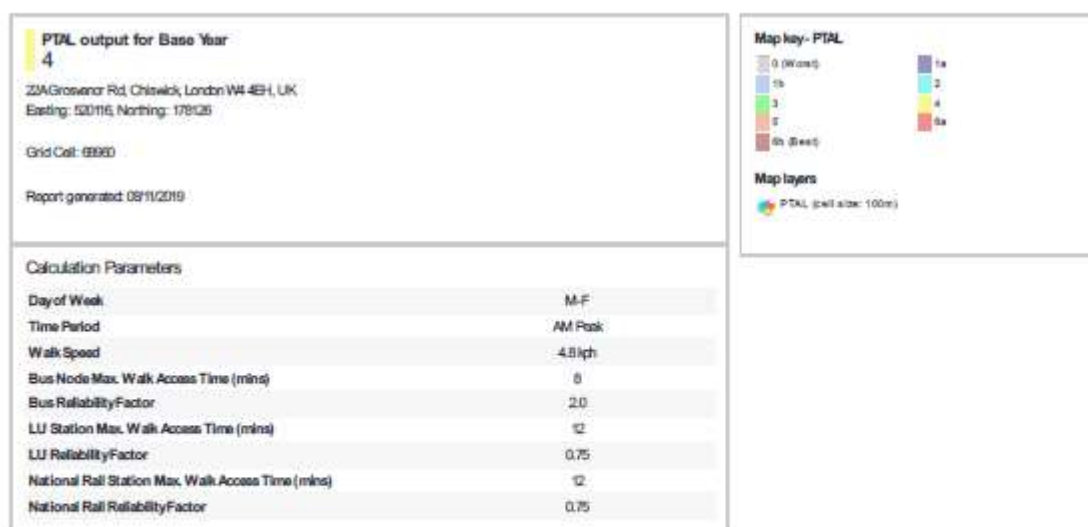 PTAL output for Base Year
4
22A Grosvenor Rd, Chiswick, London W4 4EH, UK
Easting: 520116, Northing: 178126
Grid Cell: 69960
Report generated: 08/11/2019
Calculation Parameters
Day of Week M-F
Time Period AM Peak
Walk Speed 4.8 kph
Bus Node Max. Walk Access Time (mins) 8
Bus Reliability Factor 2.0
LU Station Max. Walk Access Time (mins) 12
LU Reliability Factor 0.75
National Rail Station Max. Walk Access Time (mins) 12
National Rail Reliability Factor 0.75
Map key - PTAL
0 (Worst) 1a
1b 2
3 4
5 6a
6b (Best)
Map layers
PTAL (cell size: 100m)